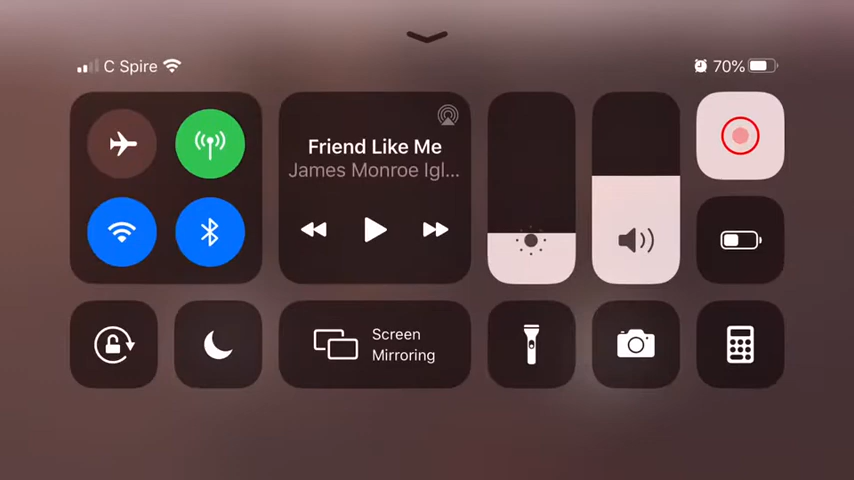 C Spire
70%
Friend Like Me
James Monroe Igl...
Screen
Mirroring